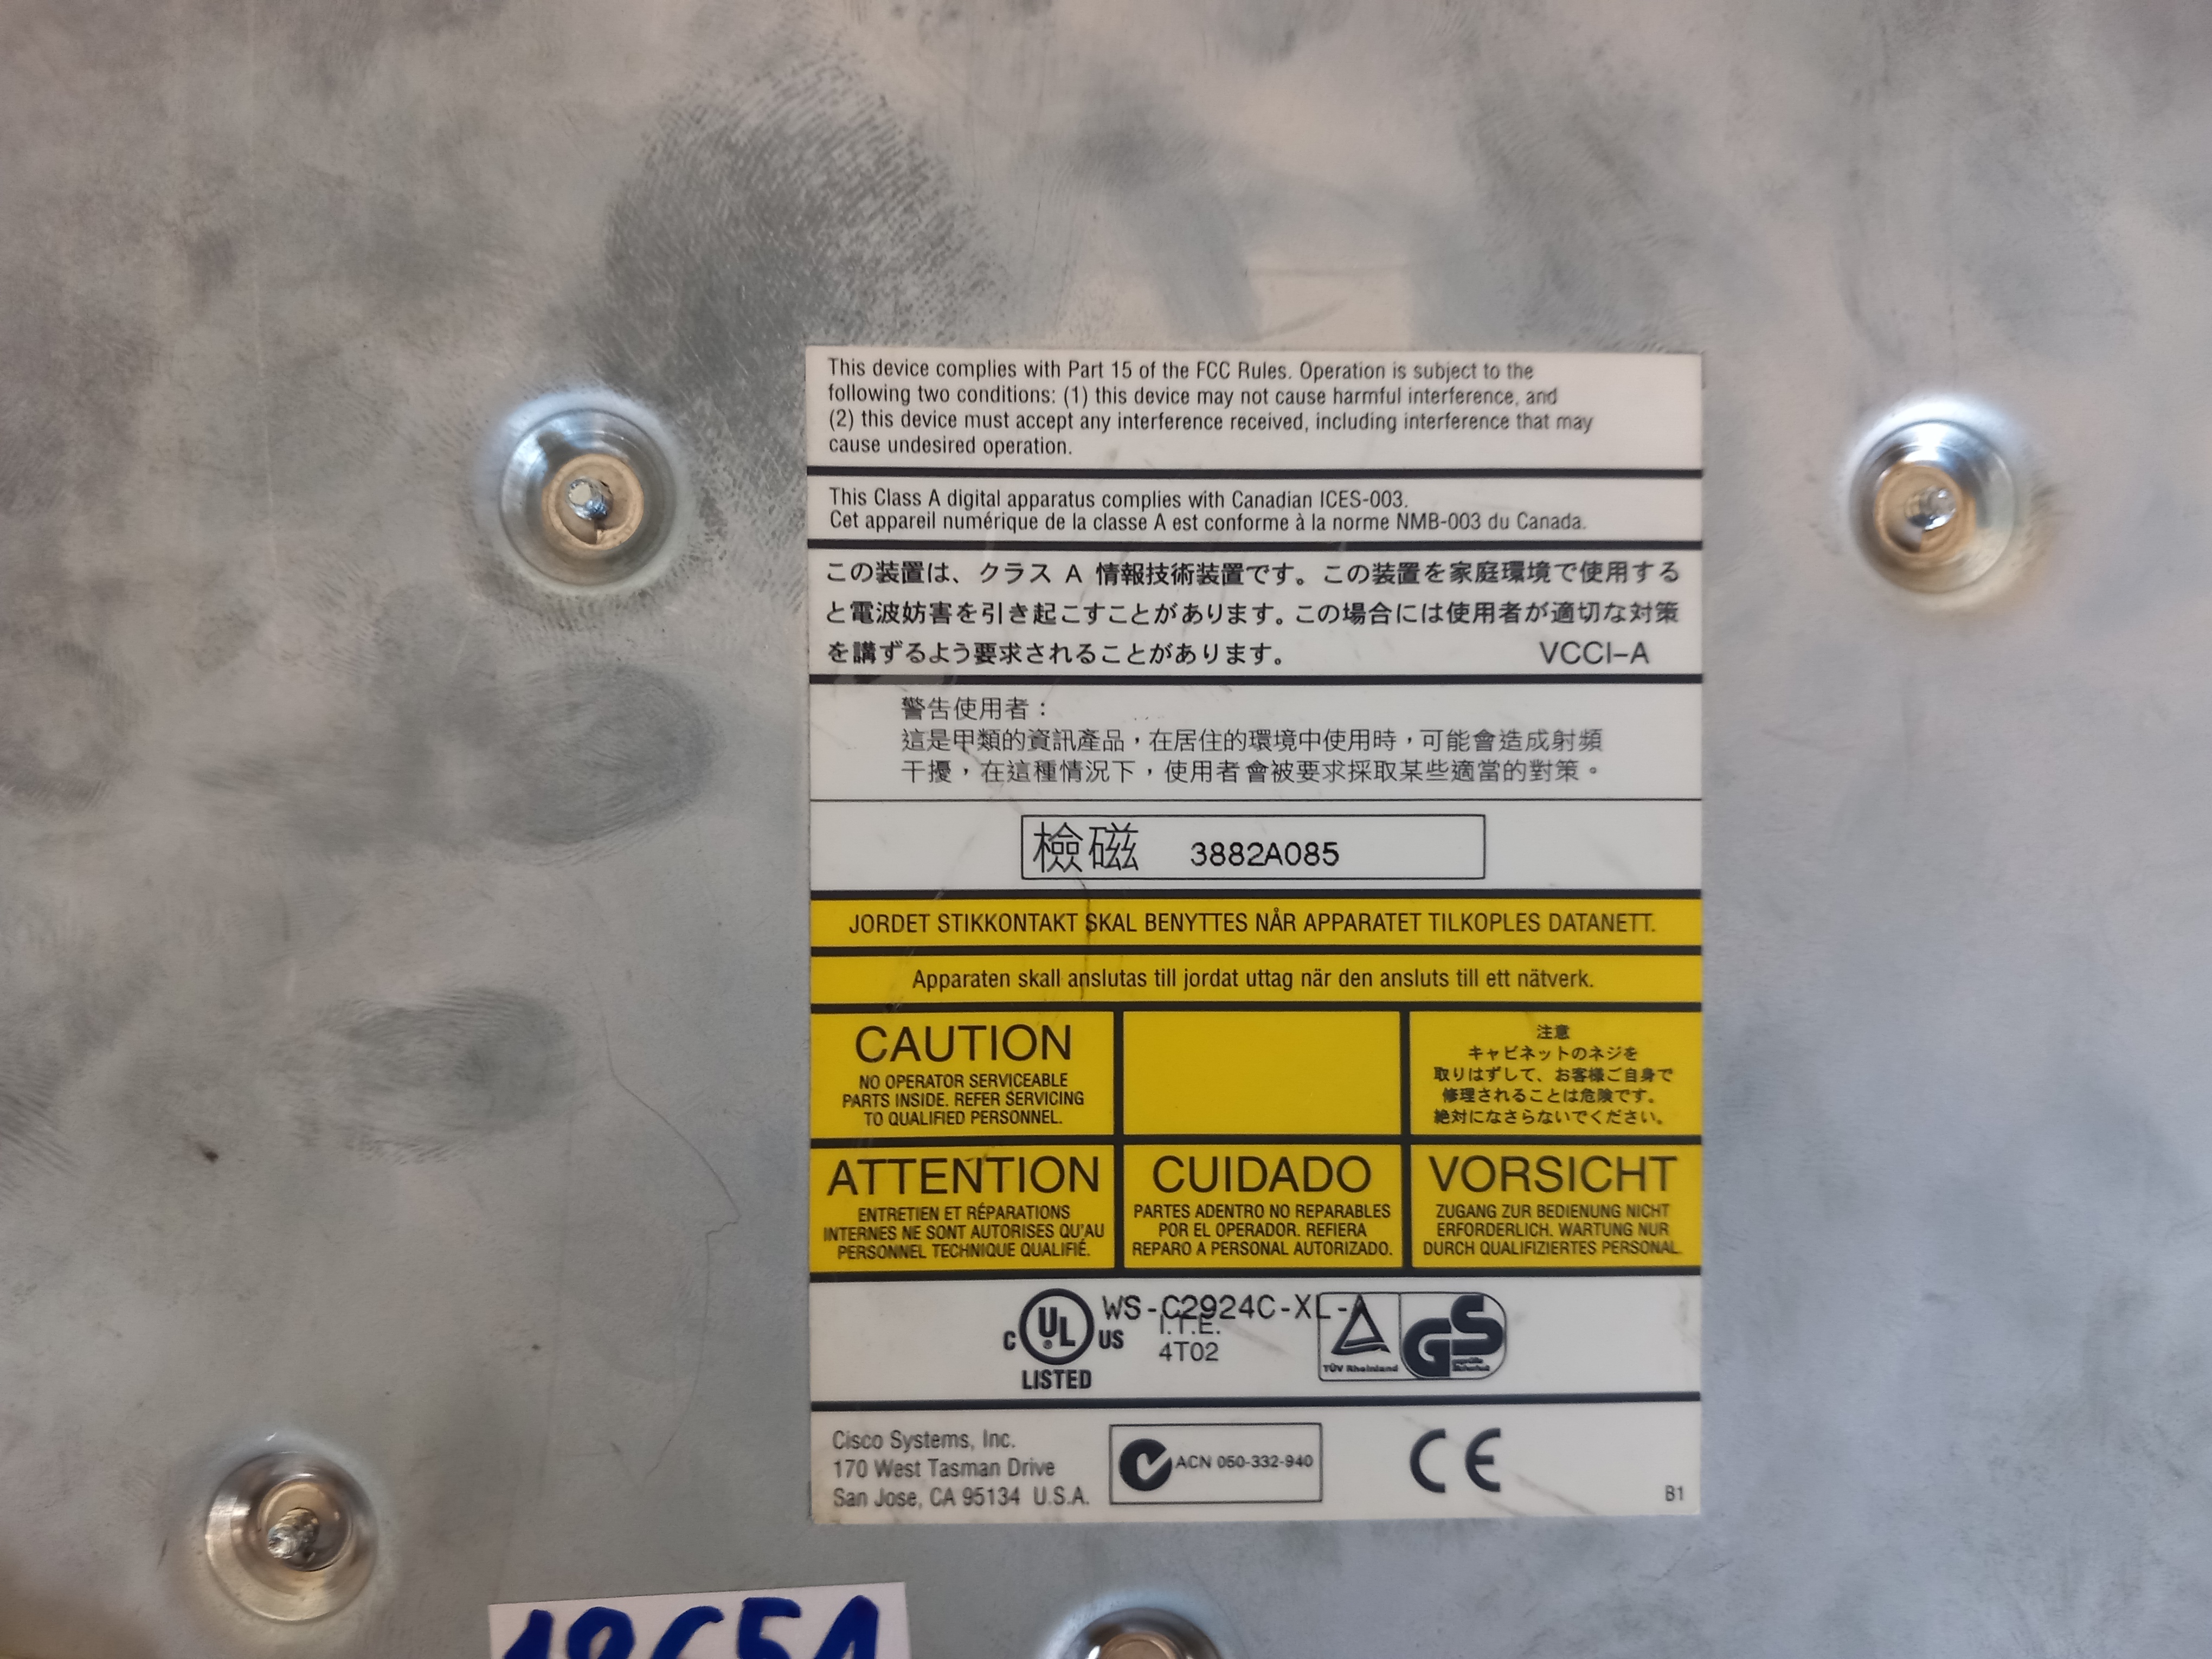 This device complies with Part 15 of the FCC Rules. Operation is subject to the
following two conditions: (1) this device may not cause harmful interference, and
(2) this device must accept any interference received, including interference that may
cause undesired operation.
This Class A digital apparatus complies with Canadian ICES-003.
Cet appareil numérique de la classe A est conforme à la norme NMB-003 du Canada.
この装置は、クラス A 情報技術装置です。この装置を家庭環境で使用する
と電波妨害を引き起こすことがあります。この場合には使用者が適切な対策
を講ずるよう要求されることがあります。 VCCI-A
警告使用者：
這是甲類的資訊產品，在居住的環境中使用時，可能會造成射頻
干擾，在這種情況下，使用者會被要求採取某些適當的對策。
檢磁 3882A085
JORDET STIKKONTAKT SKAL BENYTTES NÅR APPARATET TILKOPLES DATANETT.
Apparaten skall anslutas till jordat uttag när den ansluts till ett nätverk.
CAUTION
NO OPERATOR SERVICEABLE
PARTS INSIDE. REFER SERVICING
TO QUALIFIED PERSONNEL.
注意
キャビネットのネジを
取りはずして、お客様ご自身で
修理されることは危険です。
絶対になさらないでください。
ATTENTION
ENTRETIEN ET RÉPARATIONS
INTERNES NE SONT AUTORISES QU'AU
PERSONNEL TECHNIQUE QUALIFIÉ.
CUIDADO
PARTES ADENTRO NO REPARABLES
POR EL OPERADOR. REFIERA
REPARO A PERSONAL AUTORIZADO.
VORSICHT
ZUGANG ZUR BEDIENUNG NICHT
ERFORDERLICH. WARTUNG NUR
DURCH QUALIFIZIERTES PERSONAL.
WS-C2924C-XL-A
C UL ® US
LISTED
I.T.E.
4T02
TÜV Rheinland
GS
geprüfte
Sicherheit
Cisco Systems, Inc.
170 West Tasman Drive
San Jose, CA 95134 U.S.A.
ACN 050-332-940
CE
B1